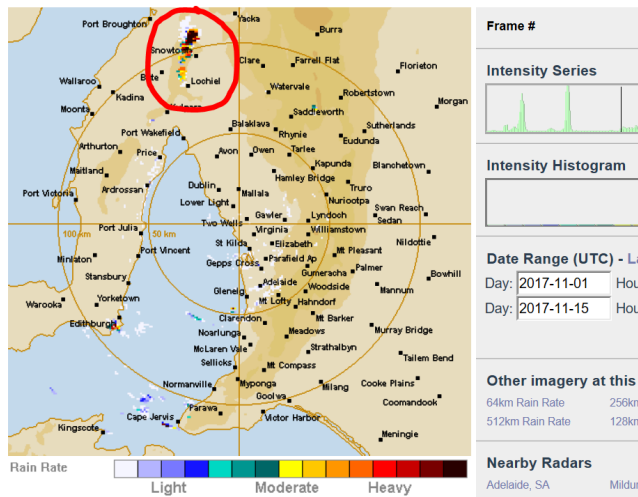 Port Broughton
Yacka
Burra
Snowtown
Clare
Farrell Flat
Florieton
Bute
Lochiel
Wallaroo
Watervale
Kadina
Robertstown
Morgan
Moonta
Saddleworth
Port Wakefield
Balaklava
Rhynie
Sutherlands
Eudunda
Arthurton
Price
Avon
Owen
Tarlee
Kapunda
Blanchetown
Maitland
Hamley Bridge
Ardrossan
Dublin
Mallala
Truro
Port Victoria
Nuriootpa
Lower Light
Swan Reach
Two Wells
Gawler
Lyndoch
Sedan
100 km
Port Julia
50 km
Virginia
Williamstown
Nildottie
St Kilda
Elizabeth
Minlaton
Port Vincent
Mt Pleasant
Gepps Cross
Parafield Ap
Gumeracha
Palmer
Bowhill
Stansbury
Adelaide
Woodside
Mannum
Warooka
Yorketown
Glenelg
Mt Lofty
Hahndorf
Edithburgh
Clarendon
Mt Barker
Noarlunga
Meadows
Murray Bridge
McLaren Vale
Strathalbyn
Tailem Bend
Sellicks
Mt Compass
Normanville
Myponga
Milang
Cooke Plains
Goolwa
Coomandook
Parawa
Cape Jervis
Victor Harbor
Kingscote
Meningie
Rain Rate
Light
Moderate
Heavy
Frame #
Intensity Series
Intensity Histogram
Date Range (UTC) -
Day: 2017-11-01
Day: 2017-11-15
Other imagery at this
64km Rain Rate
512km Rain Rate
Nearby Radars
Adelaide, SA